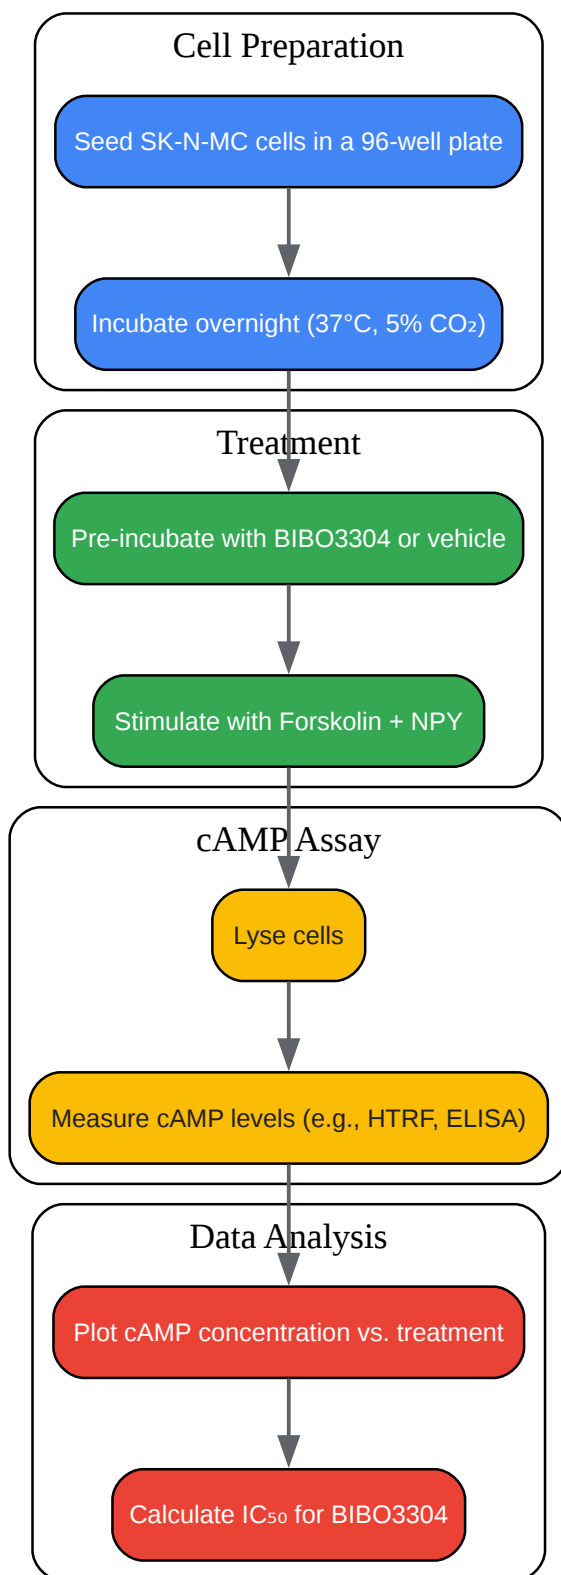 Cell Preparation
Seed SK-N-MC cells in a 96-well plate
Incubate overnight (37°C, 5% CO₂)
Treatment
Pre-incubate with BIBO3304 or vehicle
Stimulate with Forskolin + NPY
cAMP Assay
Lyse cells
Measure cAMP levels (e.g., HTRF, ELISA)
Data Analysis
Plot cAMP concentration vs. treatment
Calculate IC₅₀ for BIBO3304